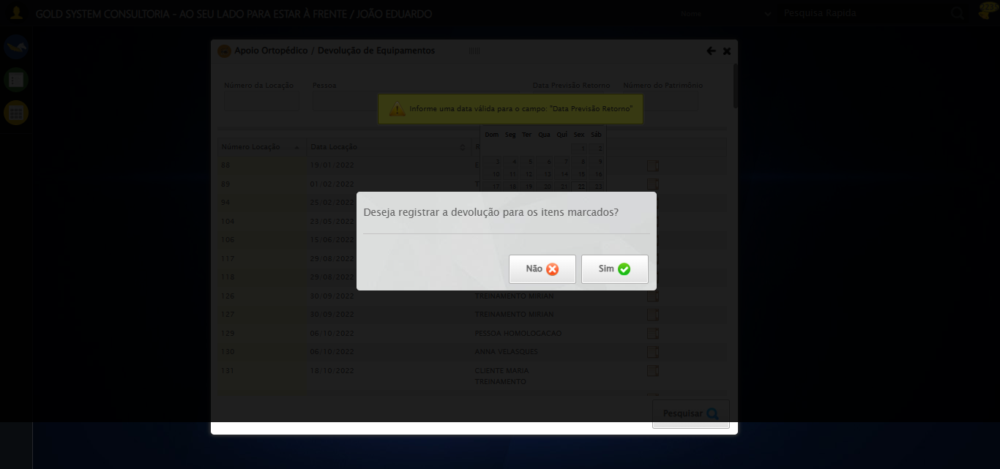 GOLD SYSTEM CONSULTORIA - AO SEU LADO PARA ESTAR À FRENTE / JOÃO EDUARDO
Nome
Pesquisa Rapida
223
Apoio Ortopédico / Devolução de Equipamentos
Número da Locação Pessoa Data Previsão Retorno Número do Patrimônio
Informe uma data válida para o campo: "Data Previsão Retorno"
Dom Seg Ter Qua Qui Sex Sáb
1 2
3 4 5 6 7 8 9
10 11 12 13 14 15 16
17 18 19 20 21 22 23
Número Locação Data Locação
88 19/01/2022
89 01/02/2022
94 25/02/2022
104 23/05/2022
106 15/06/2022
117 29/08/2022
118 29/08/2022
126 30/09/2022 TREINAMENTO MIRIAN
127 30/09/2022 TREINAMENTO MIRIAN
129 06/10/2022 PESSOA HOMOLOGACAO
130 06/10/2022 ANNA VELASQUES
131 18/10/2022 CLIENTE MARIA
TREINAMENTO
Deseja registrar a devolução para os itens marcados?
Não Sim
Pesquisar